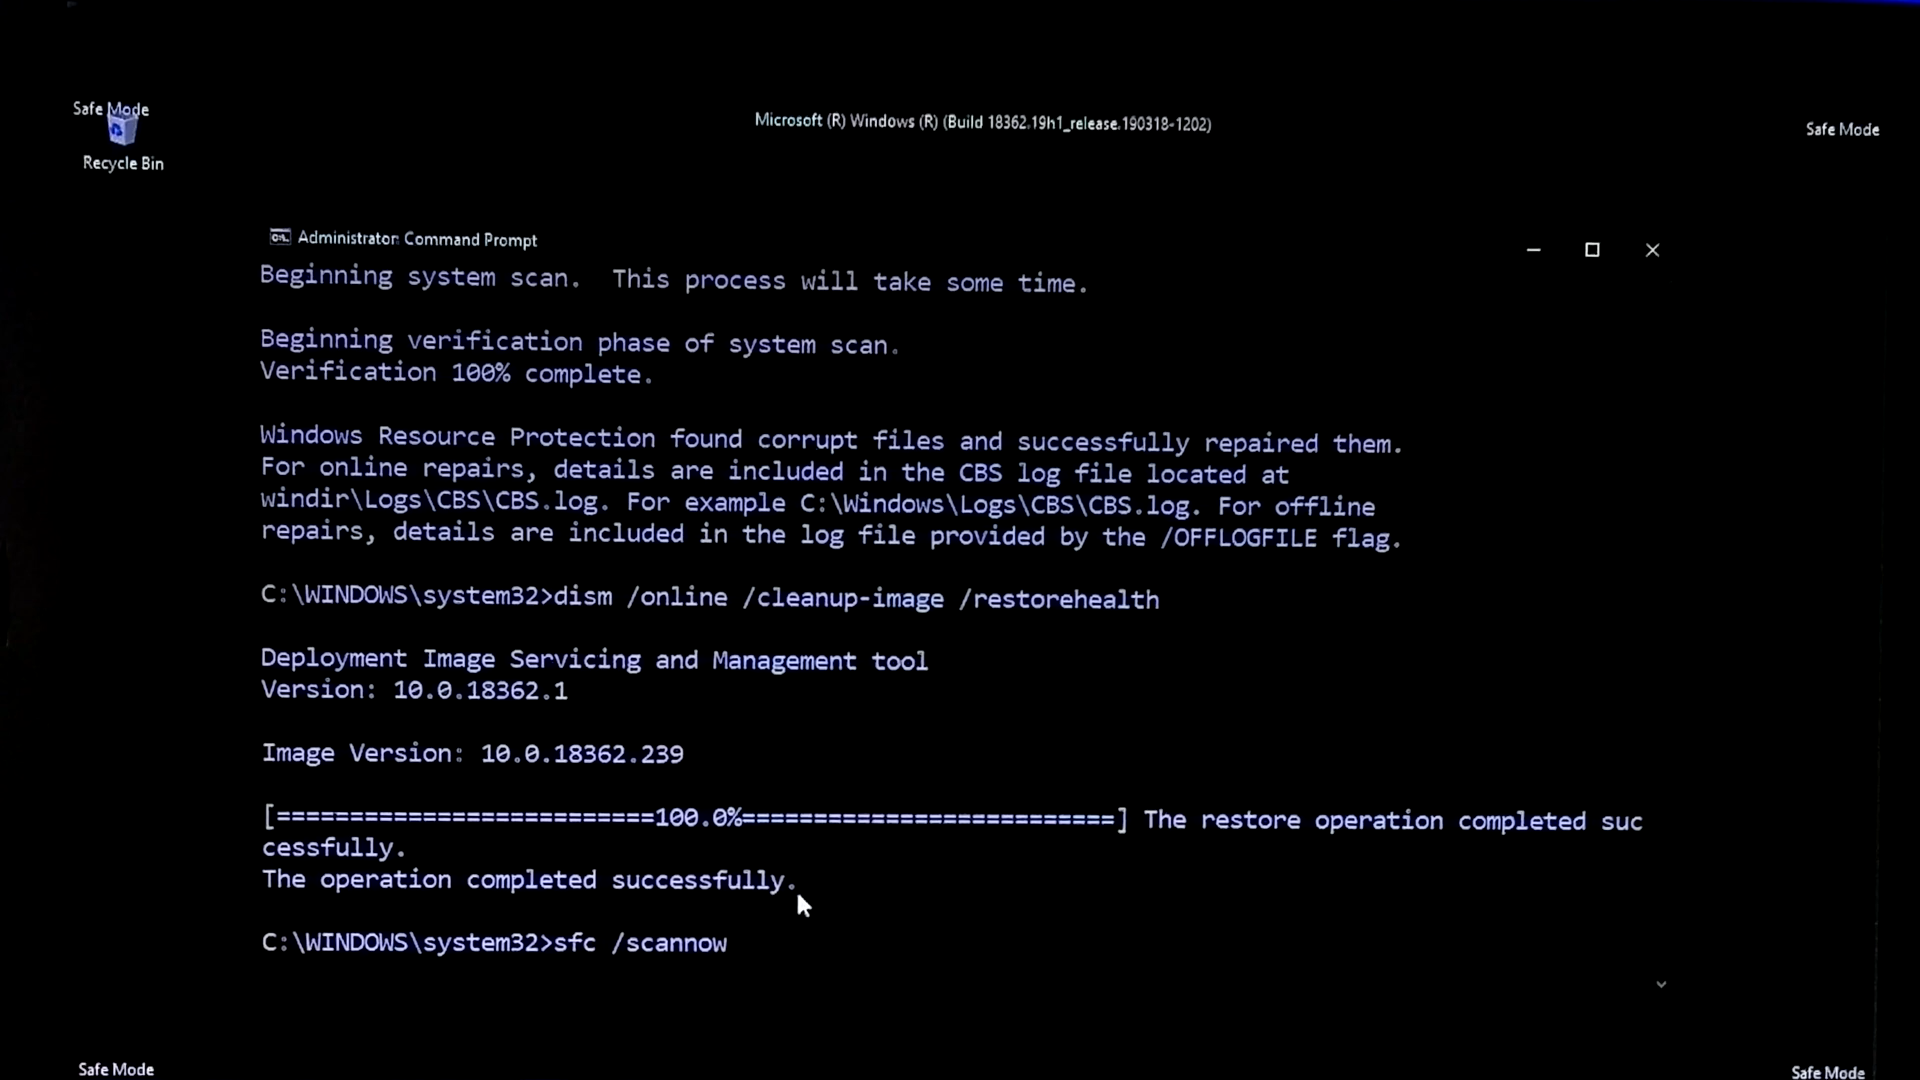 Safe Mode
Microsoft (R) Windows (R) (Build 18362.19h1_release.190318-1202)
Safe Mode
Recycle Bin
Administrator: Command Prompt
Beginning system scan.  This process will take some time.
Beginning verification phase of system scan.
Verification 100% complete.
Windows Resource Protection found corrupt files and successfully repaired them.
For online repairs, details are included in the CBS log file located at
windir\Logs\CBS\CBS.log. For example C:\Windows\Logs\CBS\CBS.log. For offline
repairs, details are included in the log file provided by the /OFFLOGFILE flag.
C:\WINDOWS\system32>dism /online /cleanup-image /restorehealth
Deployment Image Servicing and Management tool
Version: 10.0.18362.1
Image Version: 10.0.18362.239
[==========================100.0%==========================] The restore operation completed suc
cessfully.
The operation completed successfully.
C:\WINDOWS\system32>sfc /scannow
Safe Mode
Safe Mode